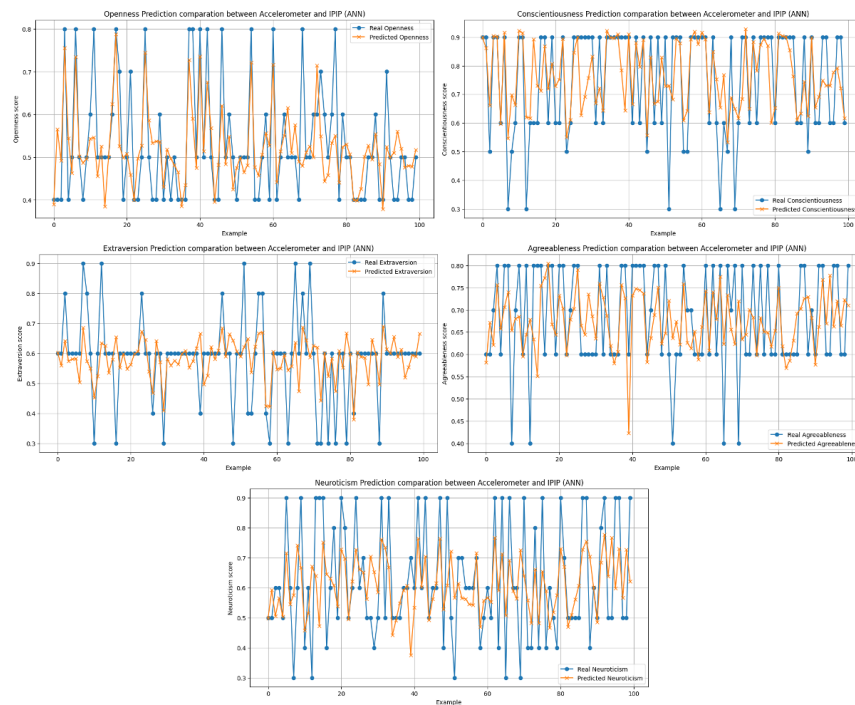 Openness Prediction comparation between Accelerometer and IPIP (ANN)
Real Openness
Predicted Openness
Openness score
0.8
0.7
0.6
0.5
0.4
0 20 40 60 80 100
Example
Conscientiousness Prediction comparation between Accelerometer and IPIP (ANN)
Conscientiousness score
0.9
0.8
0.7
0.6
0.5
0.4
0.3
Real Conscientiousness
Predicted Conscientiousness
0 20 40 60 80 100
Example
Extraversion Prediction comparation between Accelerometer and IPIP (ANN)
Real Extraversion
Predicted Extraversion
Extraversion score
0.9
0.8
0.7
0.6
0.5
0.4
0.3
0 20 40 60 80 100
Example
Agreeableness Prediction comparation between Accelerometer and IPIP (ANN)
Agreeableness score
0.80
0.75
0.70
0.65
0.60
0.55
0.50
0.45
0.40
Real Agreeableness
Predicted Agreeablene
0 20 40 60 80 100
Example
Neuroticism Prediction comparation between Accelerometer and IPIP (ANN)
Neuroticism score
0.9
0.8
0.7
0.6
0.5
0.4
0.3
Real Neuroticism
Predicted Neuroticism
0 20 40 60 80 100
Example